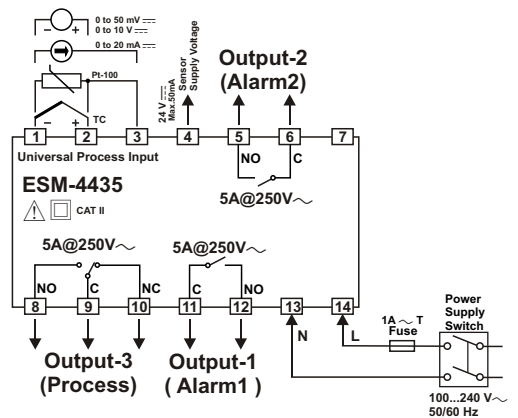 0 to 50 mV
0 to 10 V
0 to 20 mA
Pt-100
TC
24 V
Max.50mA
Sensor
Supply Voltage
Output-2
(Alarm2)
1 2 3 4 5 6 7
Universal Process Input
NO C
ESM-4435
5A@250V~
CAT II
5A@250V~ 5A@250V~
NO C NC C NO
8 9 10 11 12 13 14
Output-3
(Process)
Output-1
( Alarm1 )
N
L
1A ~ T
Fuse
Power
Supply
Switch
100...240 V~
50/60 Hz